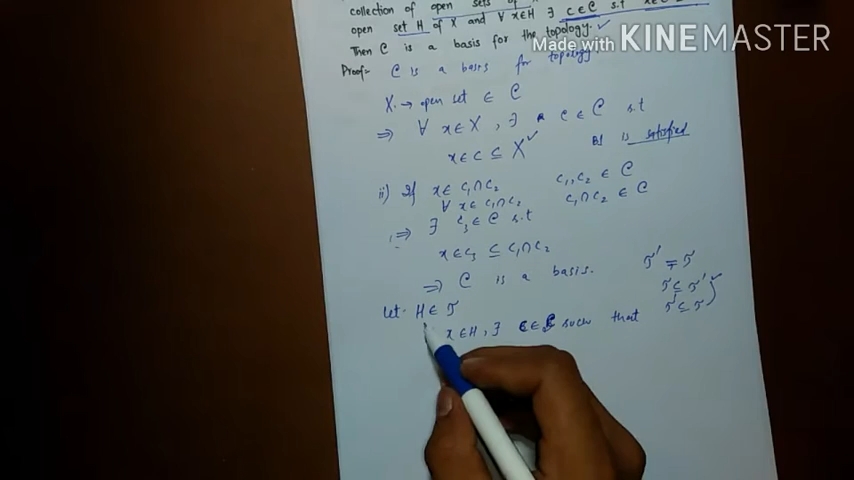 collection of open sets of
open set H of X and ∀ x∈H ∃ c∈C s.t x∈C
Then C is a basis for the topology. ✓
Made with KINEMASTER
Proof:- C is a basis for topology.
X → open set ∈ C
⇒ ∀ x∈X, ∃ a c∈C s.t
x∈C ⊆ X ✓
B1 is satisfied
ii) If x∈C₁∩C₂ C₁,C₂ ∈ C
∀ x∈C₁∩C₂ C₁∩C₂ ∈ C
⇒ ∃ C₃∈C s.t
x∈C₃ ⊆ C₁∩C₂
⇒ C is a basis.
Let H∈ τ
x∈H, ∃ C∈C such that
τ' = τ
τ ⊆ τ'
τ' ⊆ τ